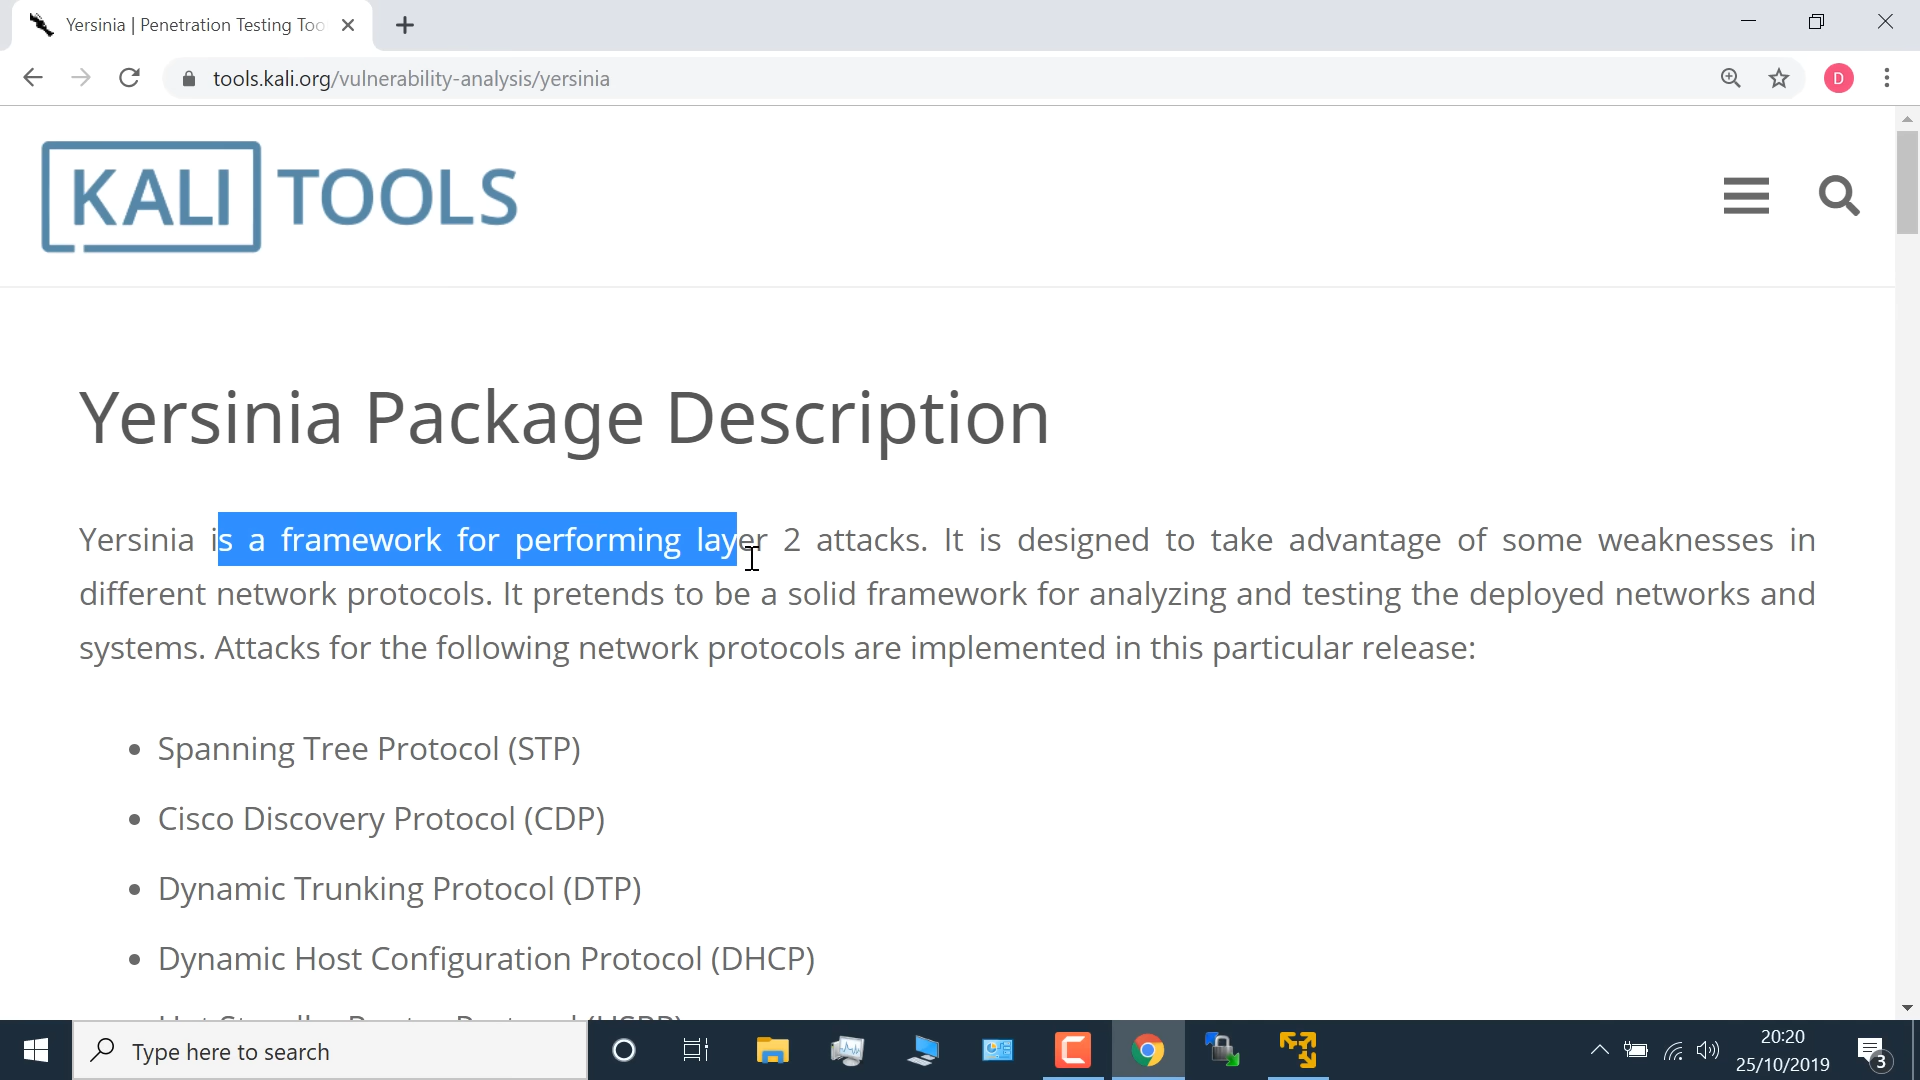 Yersinia | Penetration Testing Too
tools.kali.org/vulnerability-analysis/yersinia
D
KALI TOOLS
Yersinia Package Description
Yersinia is a framework for performing layer 2 attacks. It is designed to take advantage of some weaknesses in
different network protocols. It pretends to be a solid framework for analyzing and testing the deployed networks and
systems. Attacks for the following network protocols are implemented in this particular release:
• Spanning Tree Protocol (STP)
• Cisco Discovery Protocol (CDP)
• Dynamic Trunking Protocol (DTP)
• Dynamic Host Configuration Protocol (DHCP)
Type here to search
20:20
25/10/2019
3